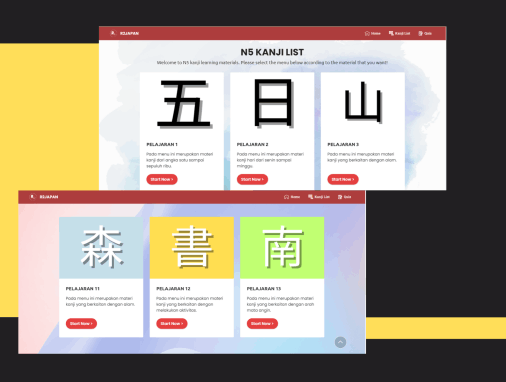 REJAPAN
Home Kanji List Quiz
N5 KANJI LIST
Welcome to N5 kanji learning materials. Please select the menu below according to the material that you want!
五 日 山
PELAJARAN 1
Pada menu ini merupakan materi
kanji dari angka satu sampai
sepuluh ribu.
Start Now >
PELAJARAN 2
Pada menu ini merupakan materi
kanji hari dari senin sampai
minggu.
Start Now >
PELAJARAN 3
Pada menu ini merupakan materi
kanji yang berkaitan dengan alam.
Start Now >
REJAPAN
Home Kanji List Quiz
森 書 南
PELAJARAN 11
Pada menu ini merupakan materi
kanji yang berkaitan dengan alam.
Start Now >
PELAJARAN 12
Pada menu ini merupakan materi
kanji yang berkaitan dengan
melakukan aktivitas.
Start Now >
PELAJARAN 13
Pada menu ini merupakan materi
kanji yang berkaitan dengan arah
mata angin.
Start Now >